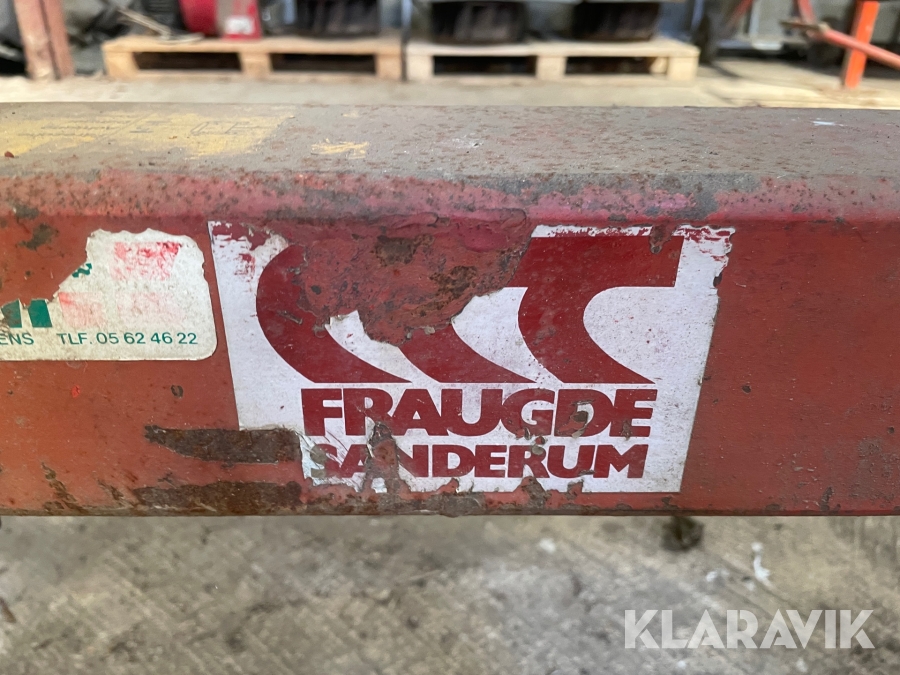 ENS TLF. 05 62 46 22
FRAUGDE
SANDERUM
KLARAVIK